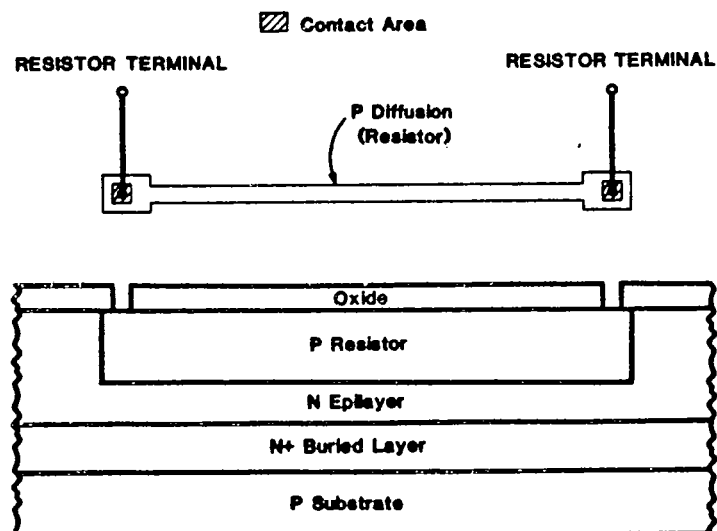 Contact Area
RESISTOR TERMINAL
RESISTOR TERMINAL
P Diffusion
(Resistor)
Oxide
P Resistor
N Epilayer
N+ Buried Layer
P Substrate